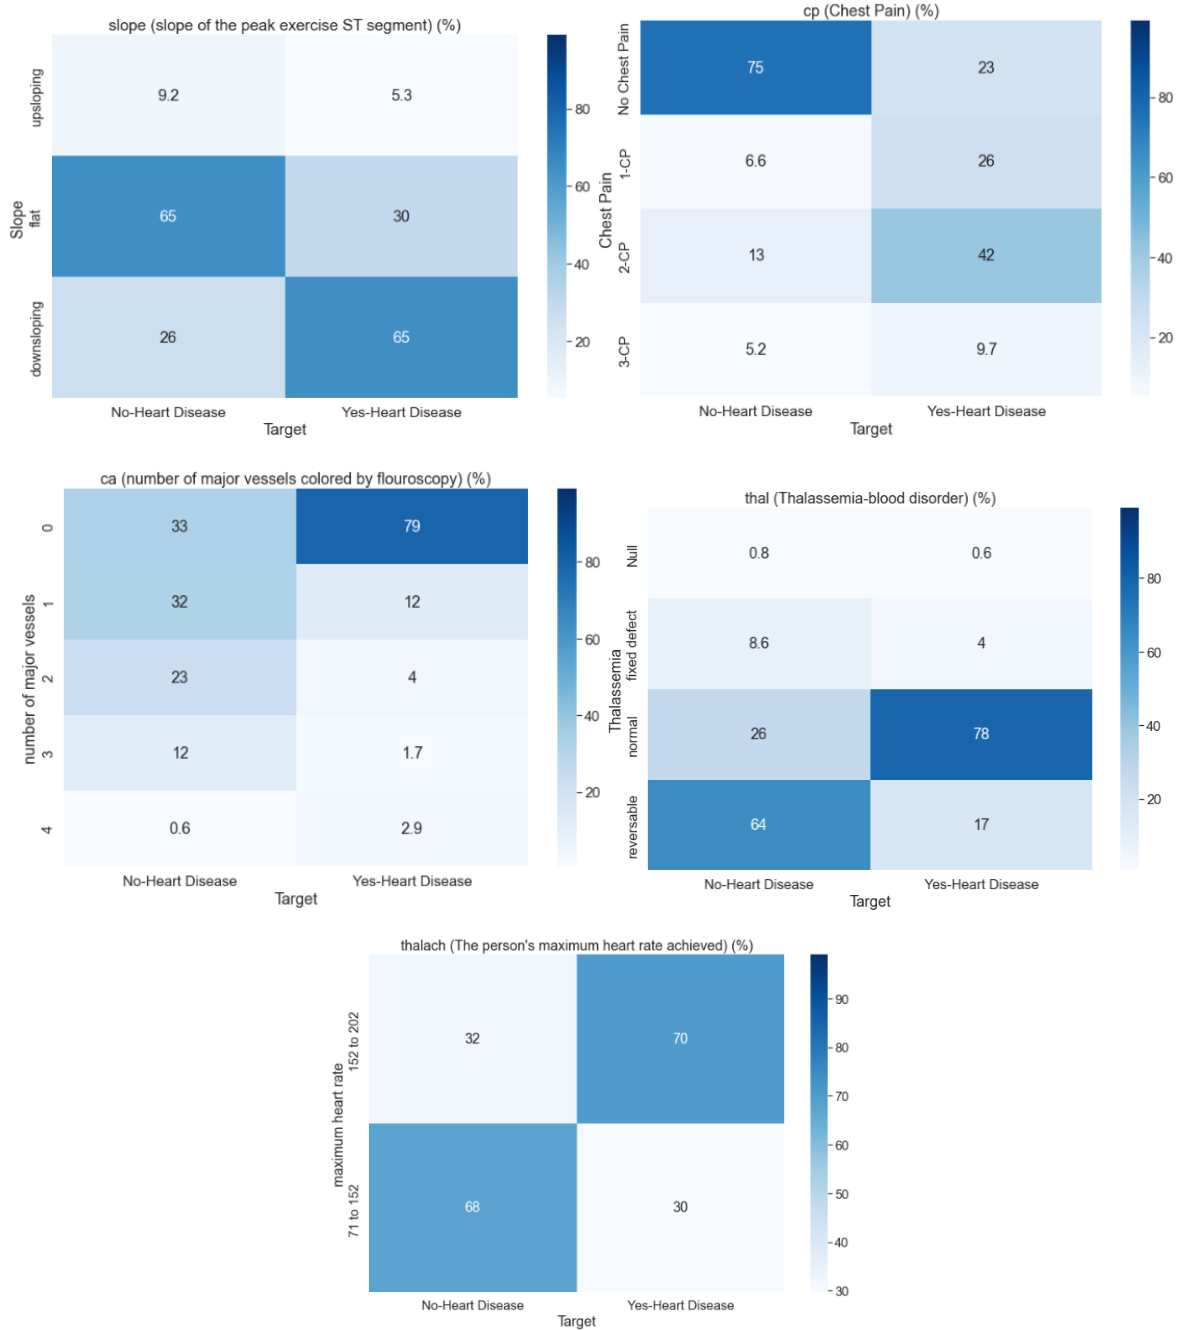 slope (slope of the peak exercise ST segment) (%)
Slope
upsloping
flat
downsloping
9.2
5.3
65
30
26
65
No-Heart Disease
Yes-Heart Disease
Target
80
60
40
20
cp (Chest Pain) (%)
Chest Pain
No Chest Pain
1-CP
2-CP
3-CP
75
23
6.6
26
13
42
5.2
9.7
No-Heart Disease
Yes-Heart Disease
Target
80
60
40
20
ca (number of major vessels colored by flouroscopy) (%)
number of major vessels
0
1
2
3
4
33
79
32
12
23
4
12
1.7
0.6
2.9
No-Heart Disease
Yes-Heart Disease
Target
80
60
40
20
thal (Thalassemia-blood disorder) (%)
Thalassemia
Null
fixed defect
normal
reversable
0.8
0.6
8.6
4
26
78
64
17
No-Heart Disease
Yes-Heart Disease
Target
80
60
40
20
thalach (The person's maximum heart rate achieved) (%)
maximum heart rate
152 to 202
71 to 152
32
70
68
30
No-Heart Disease
Yes-Heart Disease
Target
90
80
70
60
50
40
30